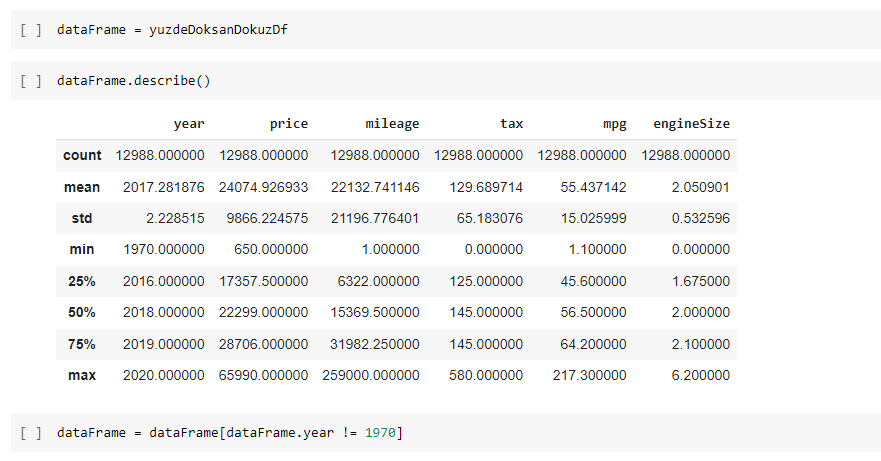 [ ] dataFrame = yuzdeDoksanDokuzDf
[ ] dataFrame.describe()
year price mileage tax mpg engineSize
count 12988.000000 12988.000000 12988.000000 12988.000000 12988.000000 12988.000000
mean 2017.281876 24074.926933 22132.741146 129.689714 55.437142 2.050901
std 2.228515 9866.224575 21196.776401 65.183076 15.025999 0.532596
min 1970.000000 650.000000 1.000000 0.000000 1.100000 0.000000
25% 2016.000000 17357.500000 6322.000000 125.000000 45.600000 1.675000
50% 2018.000000 22299.000000 15369.500000 145.000000 56.500000 2.000000
75% 2019.000000 28706.000000 31982.250000 145.000000 64.200000 2.100000
max 2020.000000 65990.000000 259000.000000 580.000000 217.300000 6.200000
[ ] dataFrame = dataFrame[dataFrame.year != 1970]